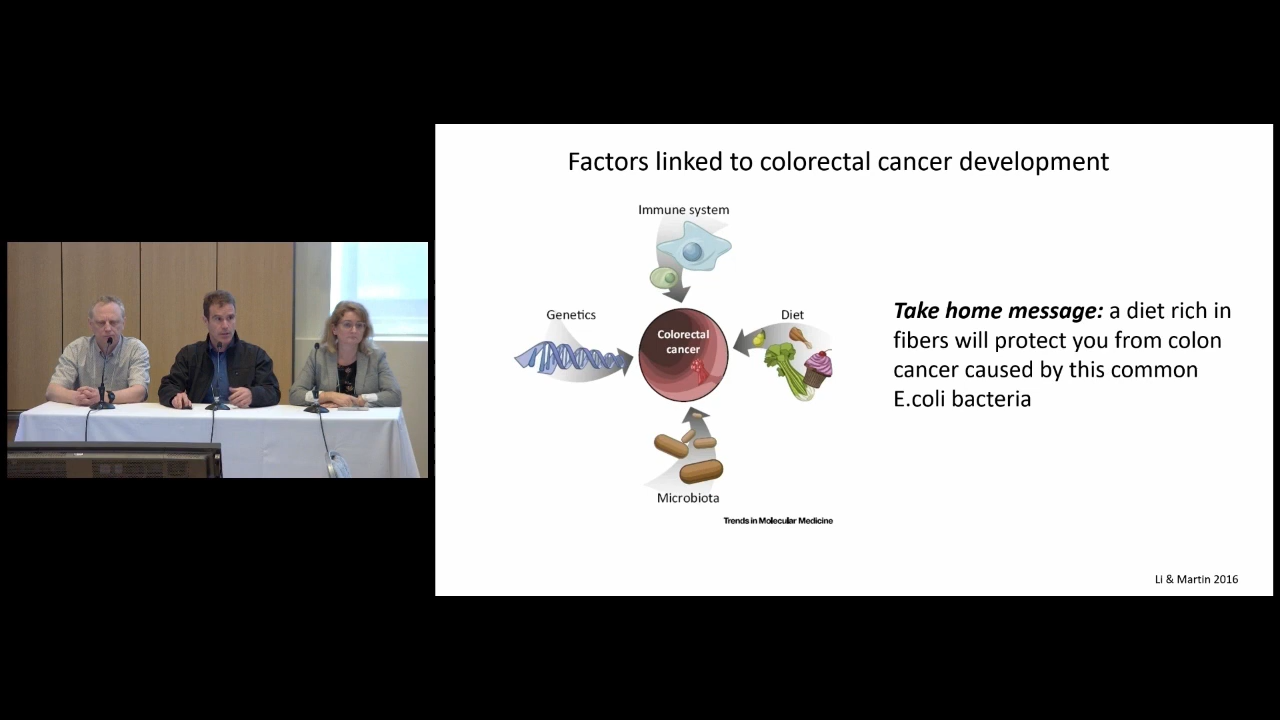 Factors linked to colorectal cancer development
Immune system
Genetics
Diet
Colorectal
cancer
Microbiota
Trends in Molecular Medicine
Take home message: a diet rich in
fibers will protect you from colon
cancer caused by this common
E.coli bacteria
Li & Martin 2016